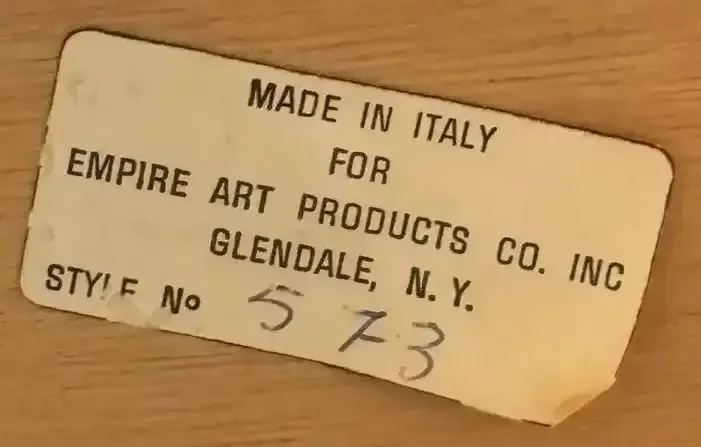 MADE IN ITALY
FOR
EMPIRE ART PRODUCTS CO. INC
GLENDALE, N. Y.
STYLE Nº 573